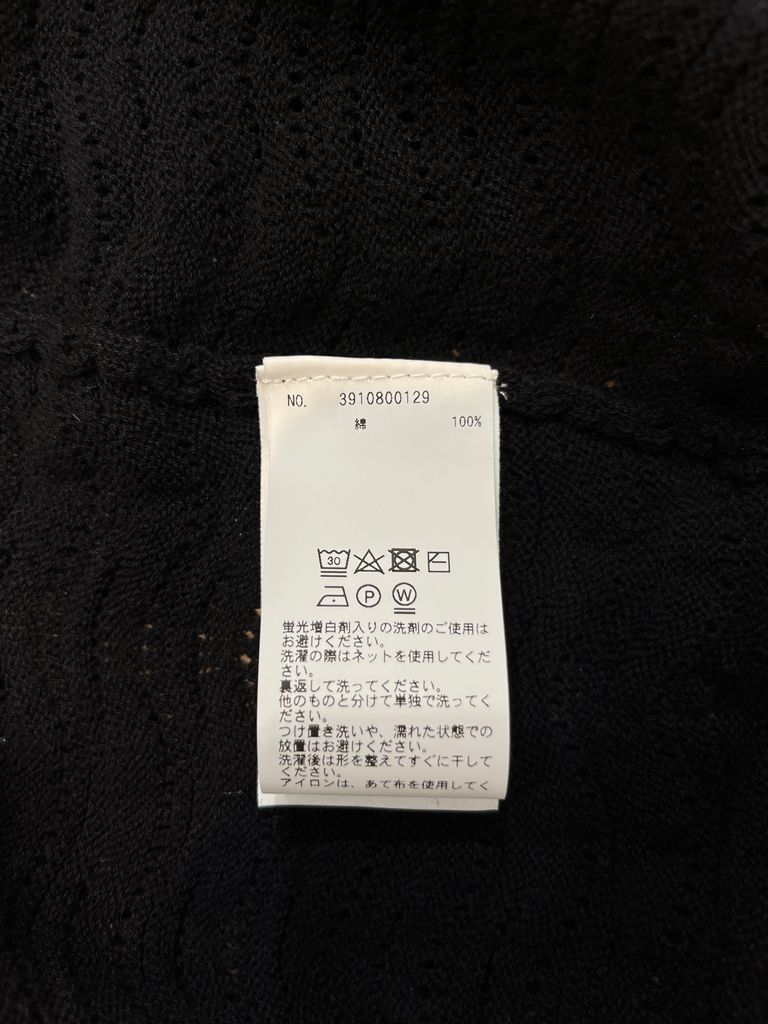 NO. 3910800129
綿 100%
30
P W
蛍光増白剤入りの洗剤のご使用は
お避けください。
洗濯の際はネットを使用してくだ
さい。
裏返して洗ってください。
他のものと分けて単独で洗ってく
ださい。
つけ置き洗いや、濡れた状態での
放置はお避けください。
洗濯後は形を整えてすぐに干して
ください。
アイロンは、あて布を使用してく